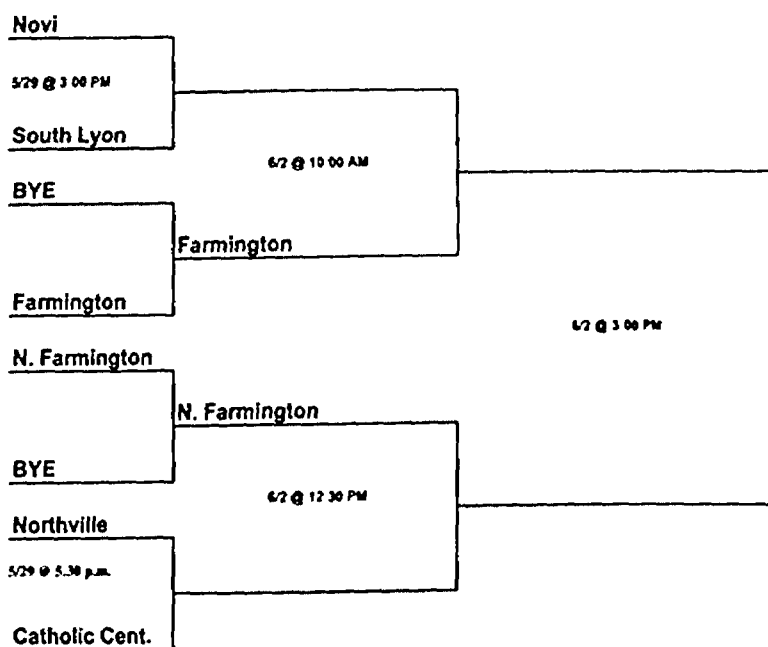 Novi
5/29 @ 3 00 PM
South Lyon
6/2 @ 10 00 AM
BYE
Farmington
Farmington
6/2 @ 3 00 PM
N. Farmington
N. Farmington
BYE
6/2 @ 12 30 PM
Northville
5/29 @ 5.30 p.m.
Catholic Cent.